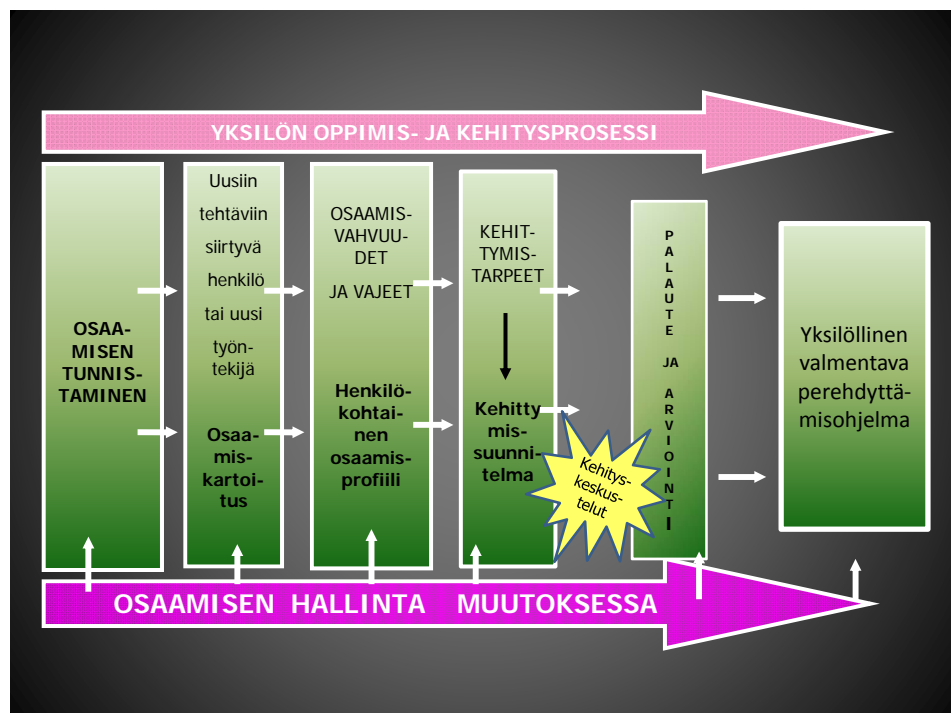 YKSILÖN OPPIMIS- JA KEHITYSPROSESSI
OSAA-
MISEN
TUNNIS-
TAMINEN
Uusiin
tehtäviin
siirtyvä
henkilö
tai uusi
työn-
tekijä
Osaa-
mis-
kartoi-
tus
OSAAMIS-
VAHVUU-
DET
JA VAJEET
Henkilö-
kohtai-
nen
osaamis-
profiili
KEHIT-
TYMIS-
TARPEET
Kehitty
mis-
suunni-
telma
Kehitys-
keskus-
telut
P
A
L
A
U
T
E
JA
A
R
V
I
O
I
N
T
I
Yksilöllinen
valmentava
perehdyttä-
misohjelma
OSAAMISEN HALLINTA MUUTOKSESSA